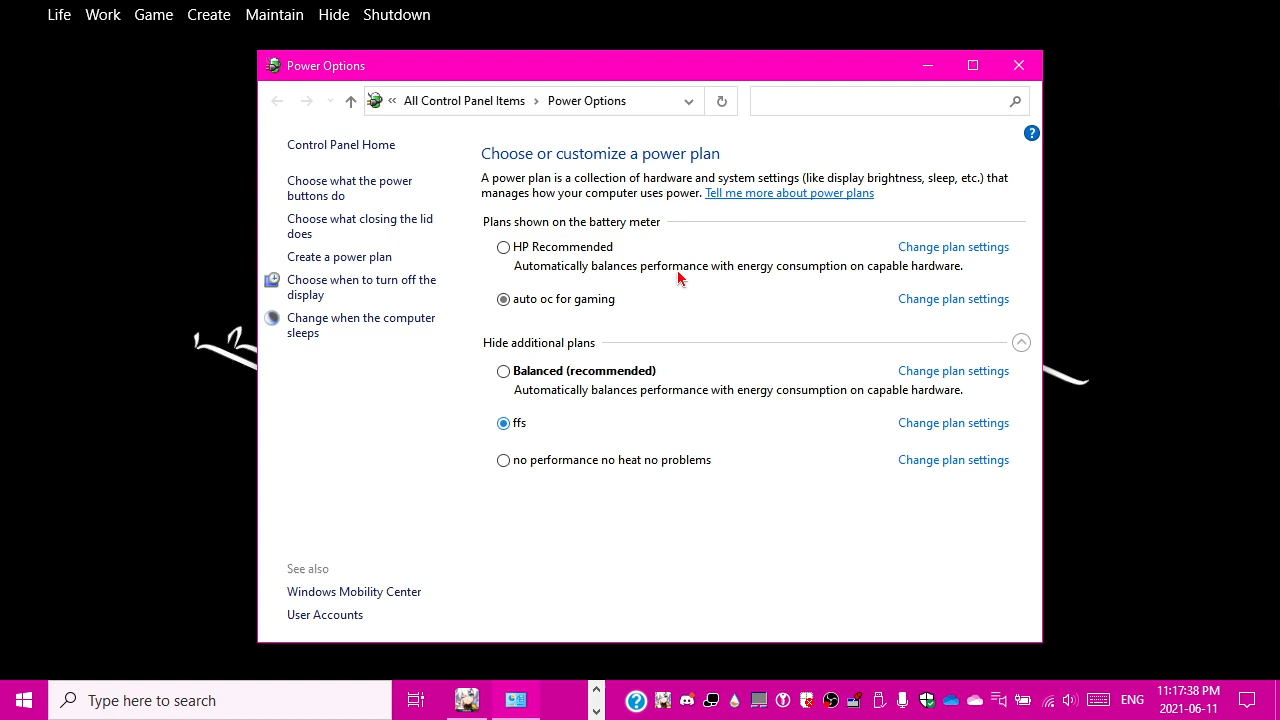 Life Work Game Create Maintain Hide Shutdown
Power Options
« All Control Panel Items › Power Options
Control Panel Home
Choose what the power
buttons do
Choose what closing the lid
does
Create a power plan
Choose when to turn off the
display
Change when the computer
sleeps
See also
Windows Mobility Center
User Accounts
Choose or customize a power plan
A power plan is a collection of hardware and system settings (like display brightness, sleep, etc.) that
manages how your computer uses power. Tell me more about power plans
Plans shown on the battery meter
HP Recommended Change plan settings
Automatically balances performance with energy consumption on capable hardware.
auto oc for gaming Change plan settings
Hide additional plans
Balanced (recommended) Change plan settings
Automatically balances performance with energy consumption on capable hardware.
ffs Change plan settings
no performance no heat no problems Change plan settings
Type here to search
ENG
11:17:38 PM
2021-06-11